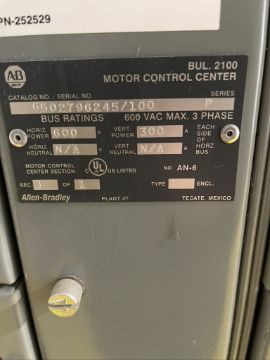 PN-252529
AB
BUL. 2100
MOTOR CONTROL CENTER
CATALOG NO. / SERIAL NO. SERIES
0502796245/100 P
BUS RATINGS 600 VAC MAX. 3 PHASE
HORIZ. POWER 600 A VERT. POWER 300 A EACH SIDE OF HORIZ. BUS
HORIZ. NEUTRAL N/A A VERT. NEUTRAL N/A A
MOTOR CONTROL CENTER SECTION C UL US LISTED NO. AN-6
SEC. 1 OF 1 TYPE 1 ENCL.
Allen-Bradley PLANT 47 TECATE, MEXICO